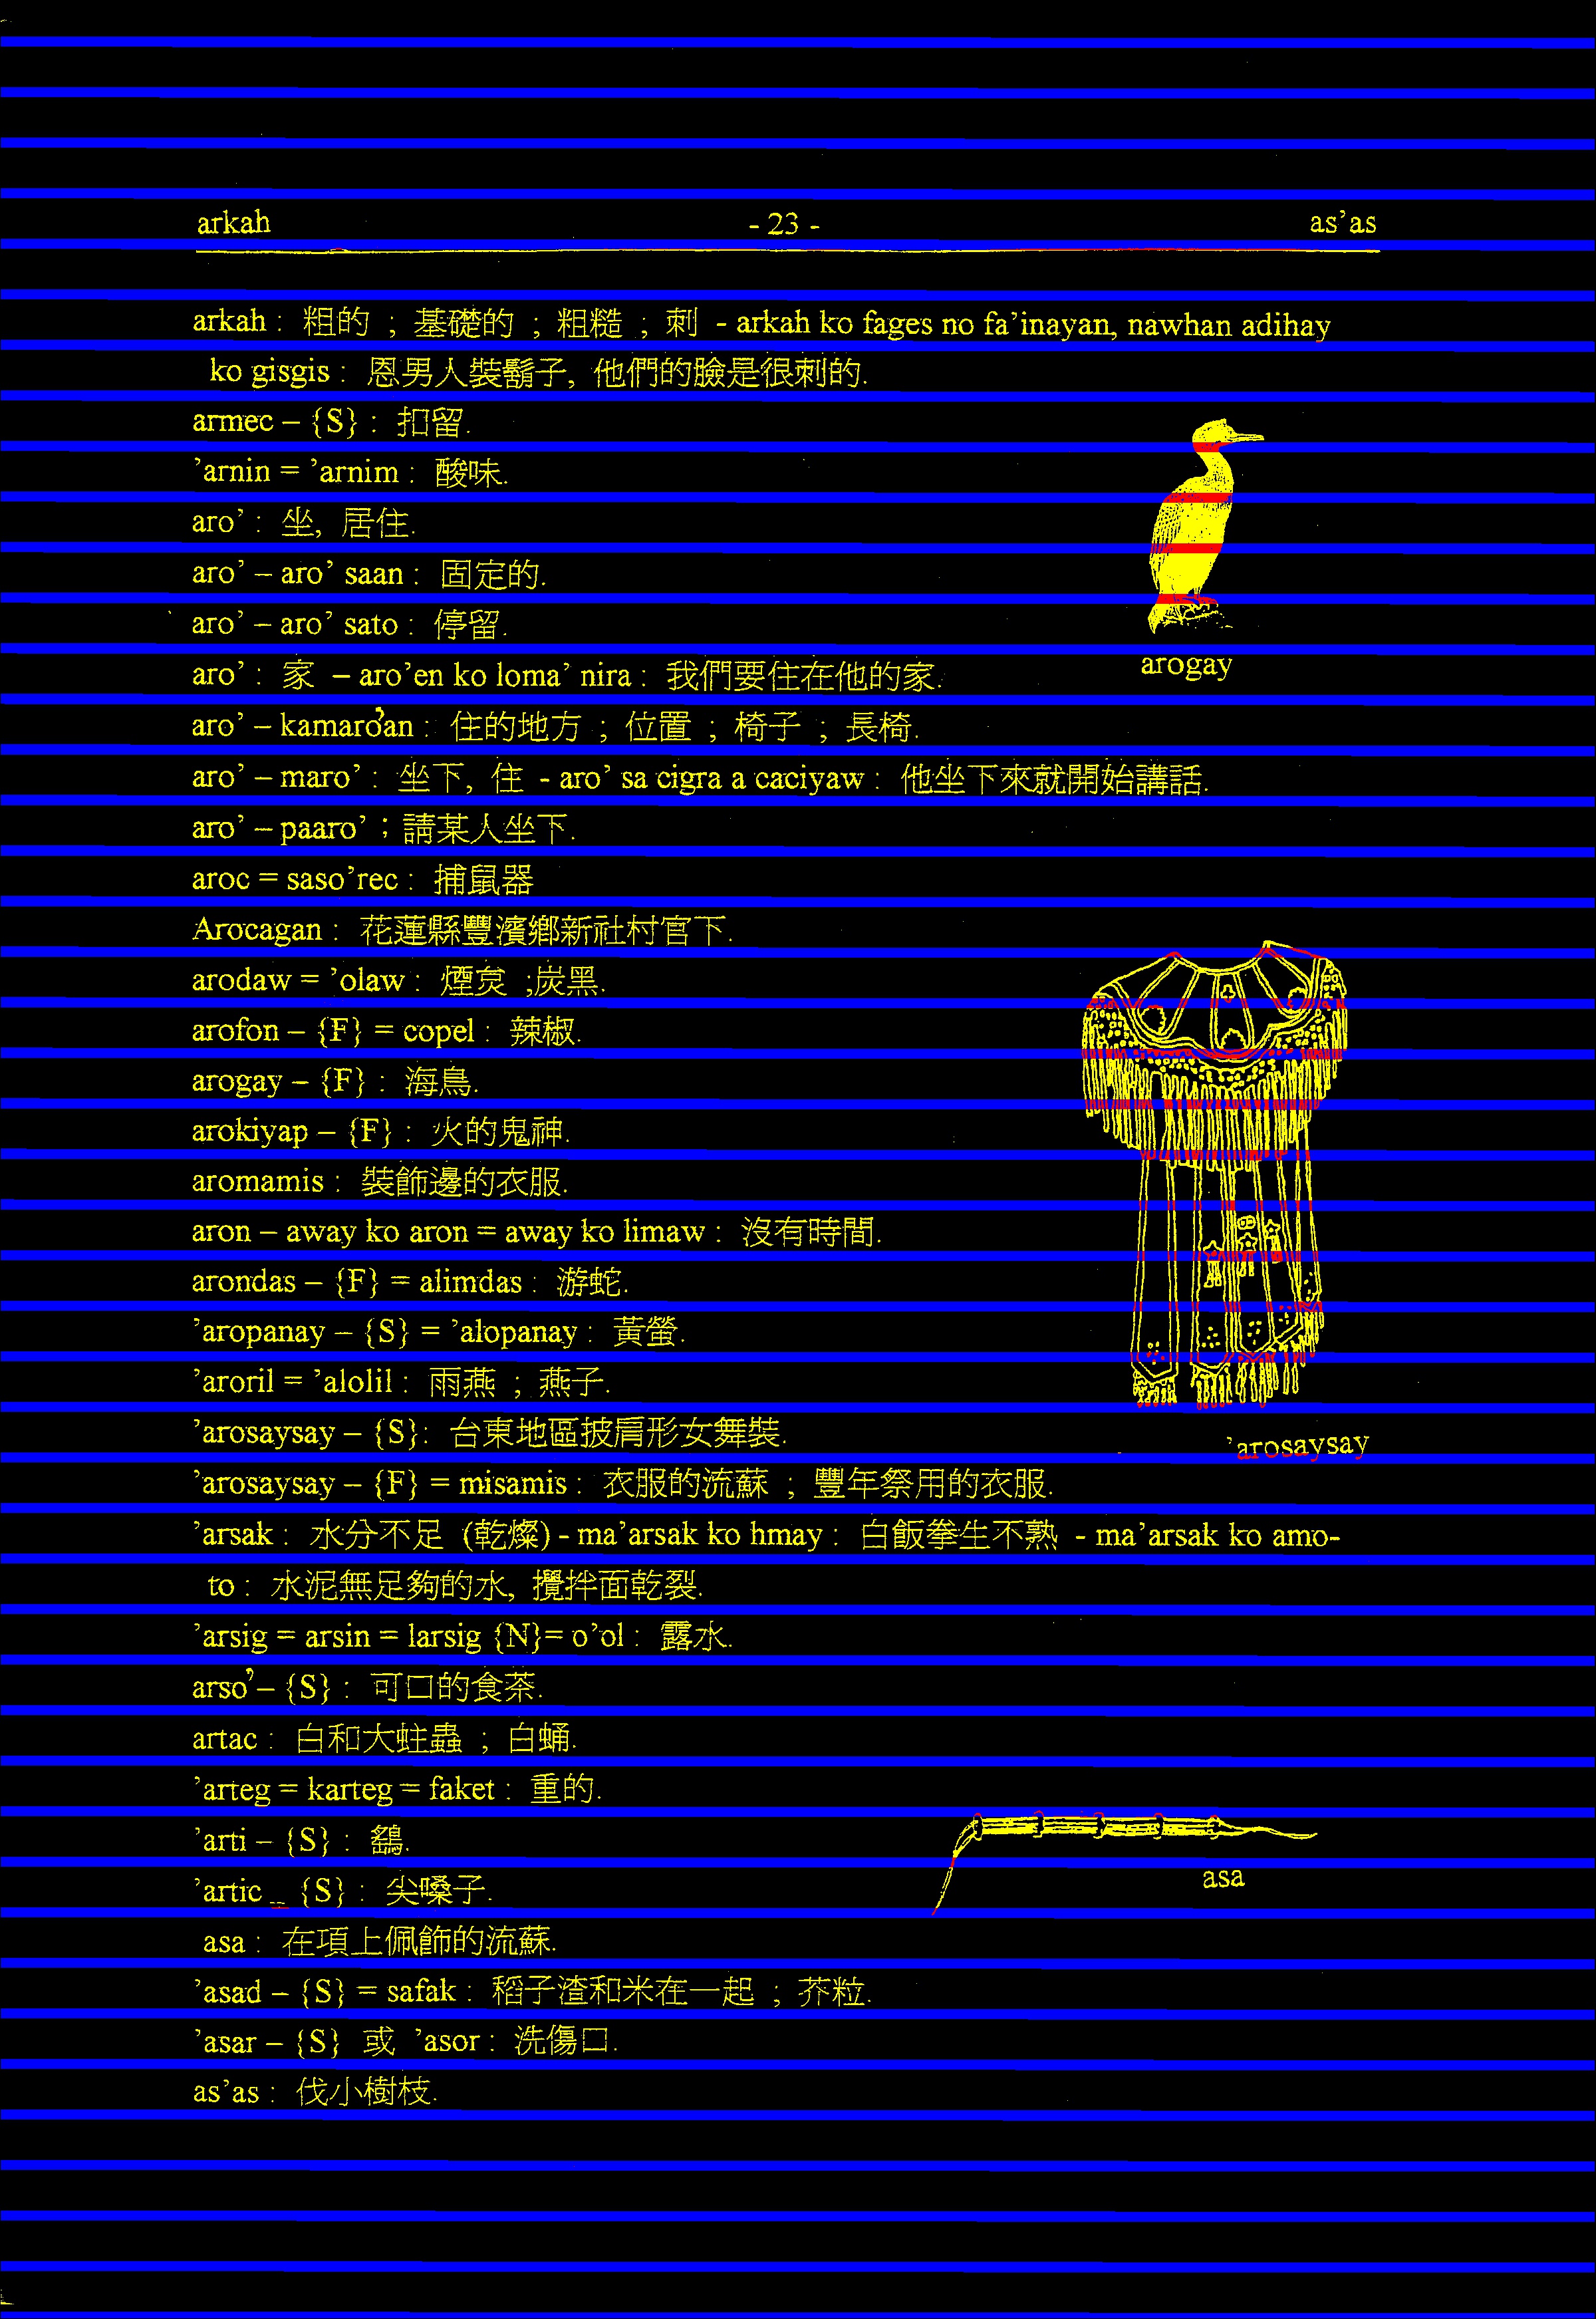 arkah - 23 - as’as
arkah : 粗的 ; 基礎的 ; 粗糙 ; 刺 - arkah ko fages no fa’inayan, nawhan adihay
ko gisgis : 恩男人裝鬍子, 他們的臉是很刺的.
armec – {S} : 扣留.
’arnin = ’arnim : 酸味.
aro’ : 坐, 居住.
aro’ – aro’ saan : 固定的.
aro’ – aro’ sato : 停留.
aro’ : 家 – aro’en ko loma’ nira : 我們要住在他的家.
arogay
aro’ – kamaro’an : 住的地方 ; 位置 ; 椅子 ; 長椅.
aro’ – maro’ : 坐下, 住 - aro’ sa cigra a caciyaw : 他坐下來就開始講話.
aro’ – paaro’ ; 請某人坐下.
aroc = saso’rec : 捕鼠器
Arocagan : 花蓮縣豐濱鄉新社村宮下.
arodaw = ’olaw : 煙炱 ;炭黑.
arofon – {F} = copel : 辣椒.
arogay – {F} : 海鳥.
arokiyap – {F} : 火的鬼神.
aromamis : 裝飾邊的衣服.
aron – away ko aron = away ko limaw : 沒有時間.
arondas – {F} = alimdas : 游蛇.
’aropanay – {S} = ’alopanay : 黃螢.
’aroril = ’alolil : 雨燕 ; 燕子.
’arosaysay – {S}: 台東地區披肩形女舞裝.
’arosaysay
’arosaysay – {F} = misamis : 衣服的流蘇 ; 豐年祭用的衣服.
’arsak : 水分不足 (乾燥) - ma’arsak ko hmay : 白飯拳生不熟 - ma’arsak ko amo-
to : 水泥無足夠的水, 攪拌面乾裂.
’arsig = arsin = larsig {N}= o’ol : 露水.
arso’ – {S} : 可口的食茶.
artac : 白和大蛀蟲 ; 白蛹.
’arteg = karteg = faket : 重的.
’arti – {S} : 鷂.
’artic _ {S} : 尖嗓子.
asa
asa : 在項上佩飾的流蘇.
’asad – {S} = safak : 稻子渣和米在一起 ; 芥粒.
’asar – {S} 或 ’asor : 洗傷口.
as’as : 伐小樹枝.